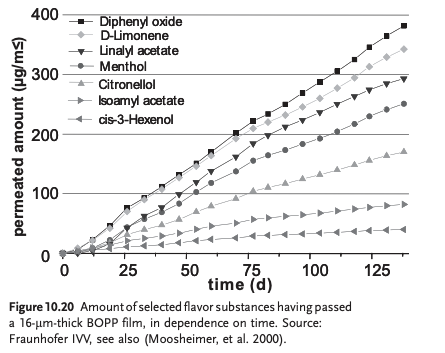 400
Diphenyl oxide
D-Limonene
Linalyl acetate
300
Menthol
Citronellol
Isoamyl acetate
cis-3-Hexenol
200
100
0
permeated amount (µg/m≤)
0 25 50 75 100 125
time (d)
Figure 10.20 Amount of selected flavor substances having passed
a 16-µm-thick BOPP film, in dependence on time. Source:
Fraunhofer IVV, see also (Moosheimer, et al. 2000).